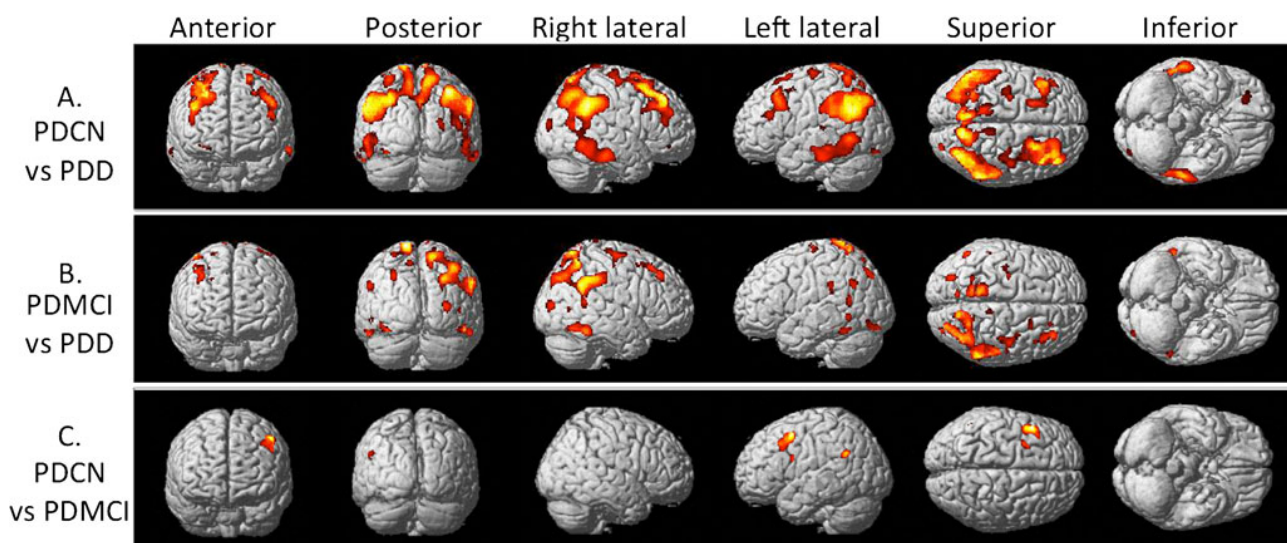 Anterior Posterior Right lateral Left lateral Superior Inferior
A.
PDCN
vs PDD
B.
PDMCI
vs PDD
C.
PDCN
vs PDMCI